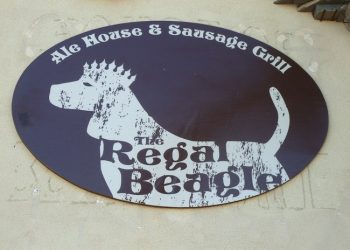 Ale House & Sausage Grill
The
Regal
Beagle